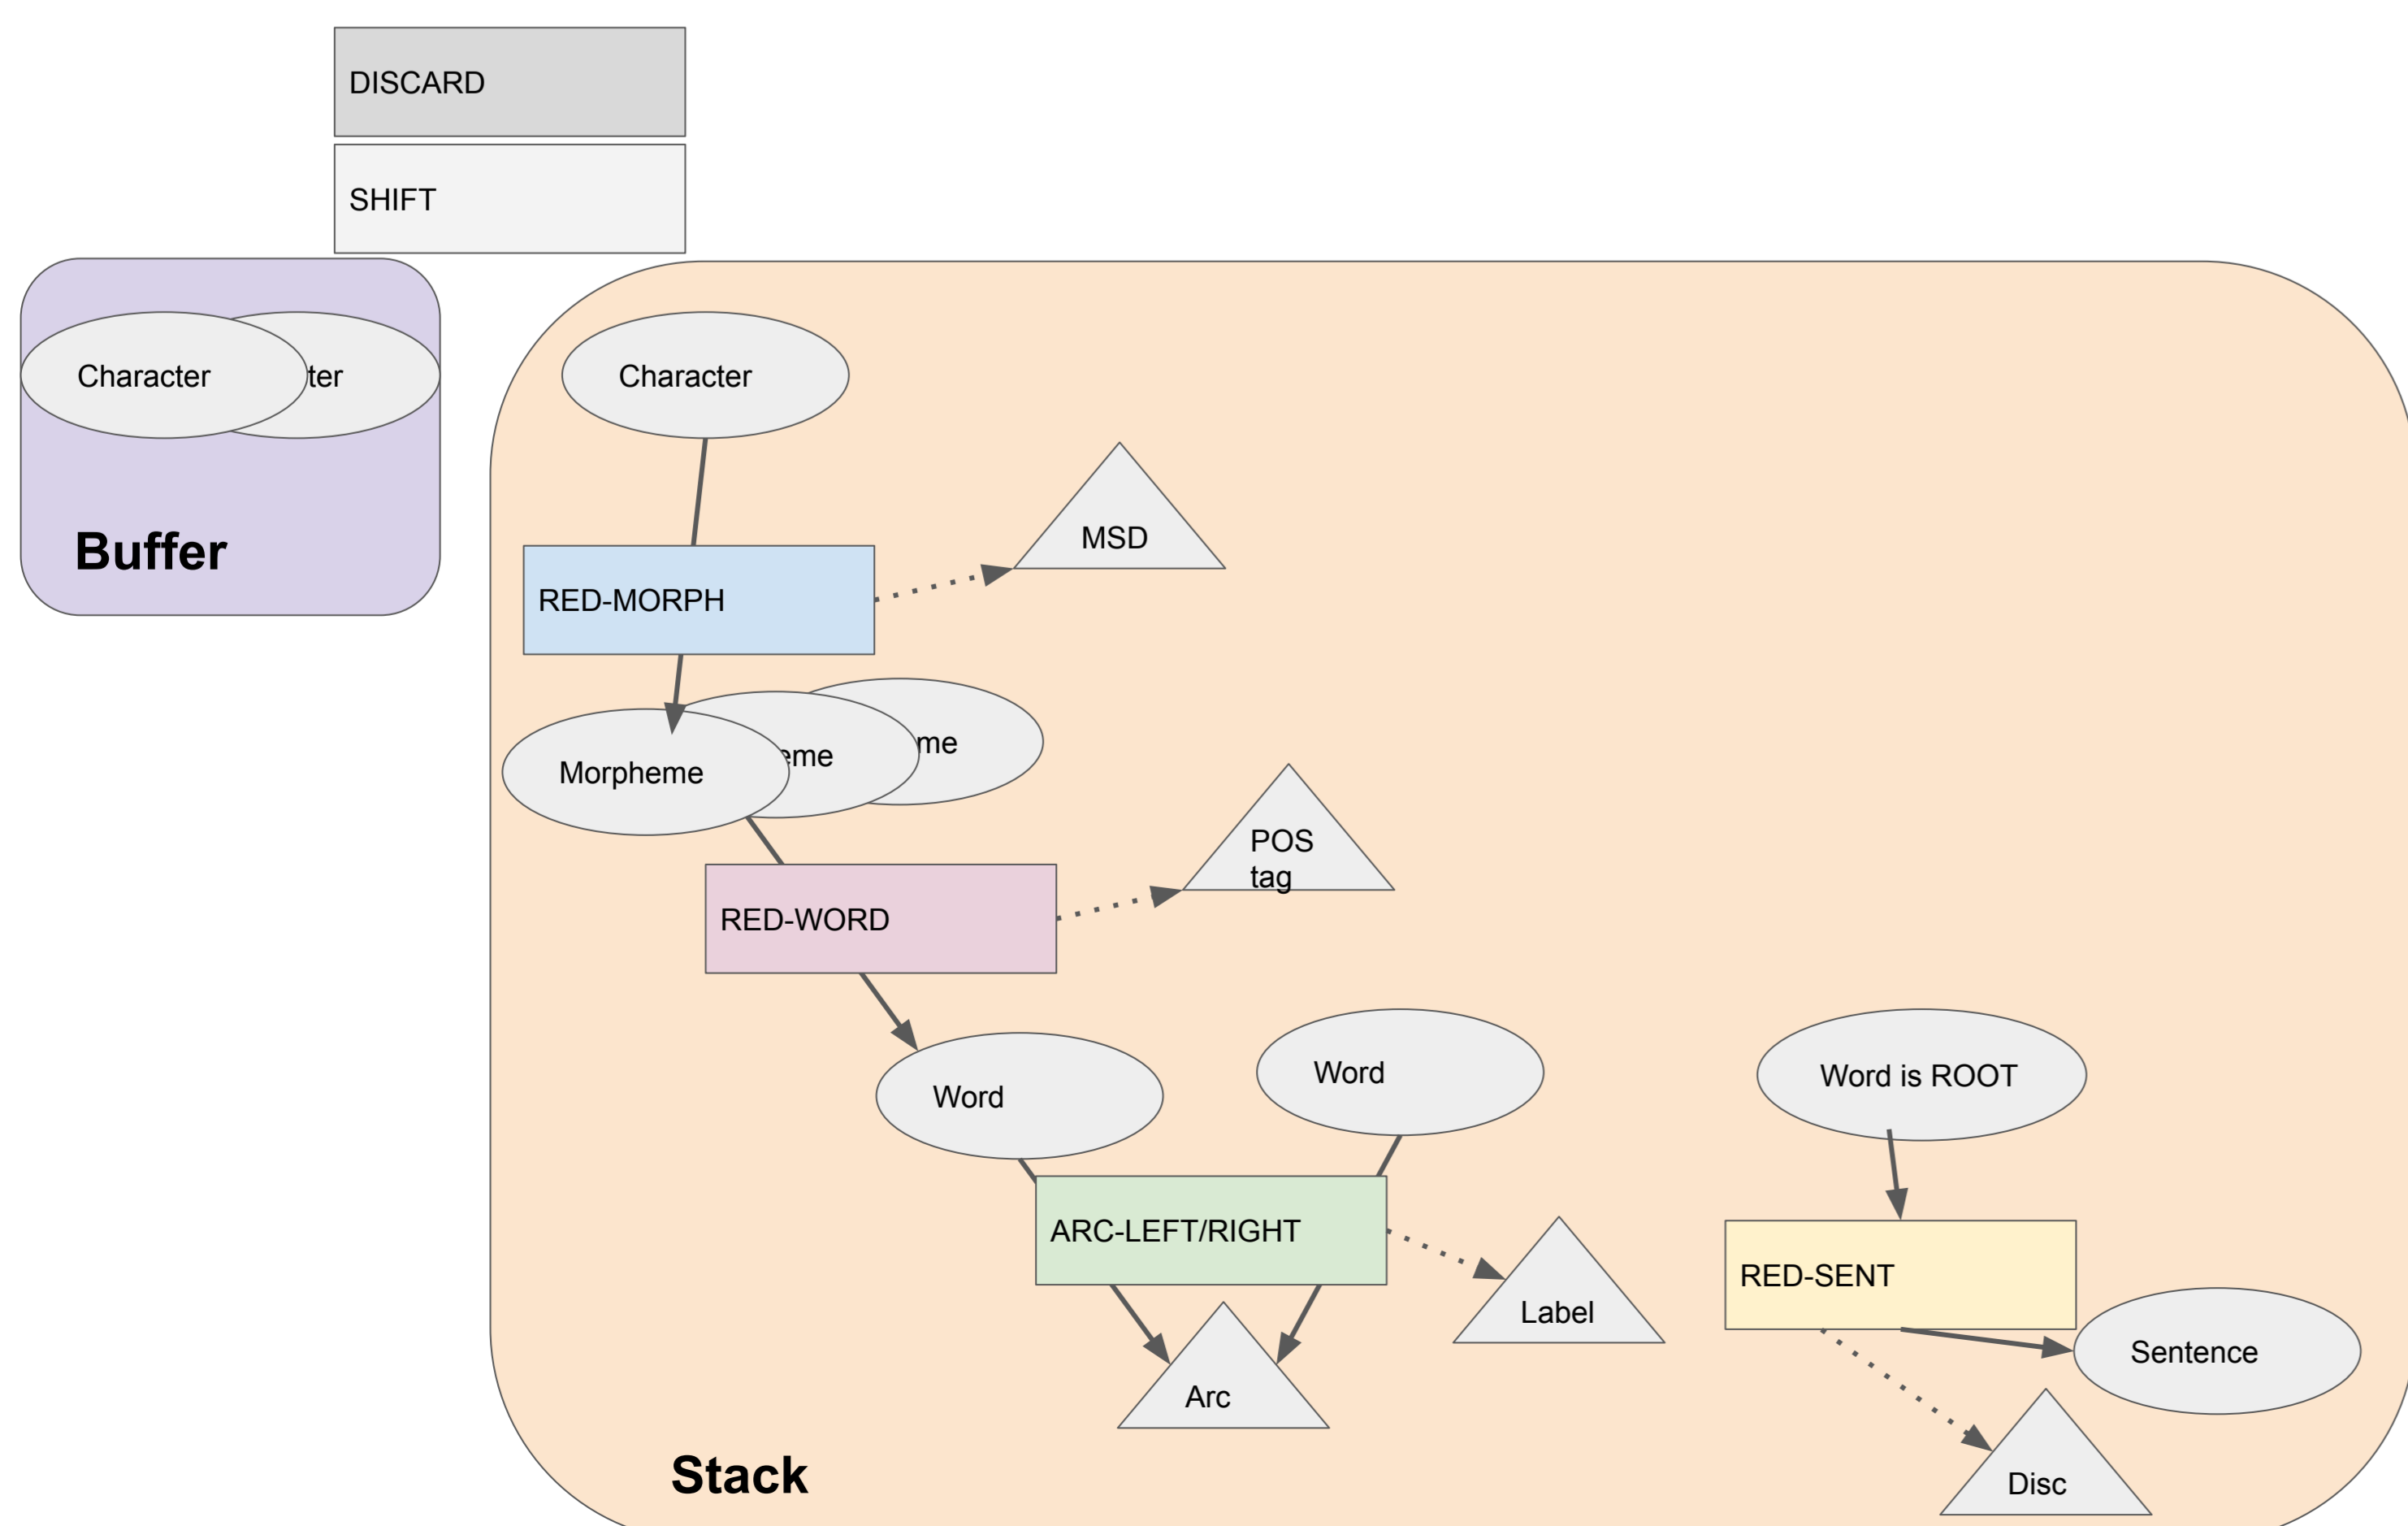 DISCARD
SHIFT
Character
ter
Character
Buffer
MSD
RED-MORPH
Morpheme
eme
me
POS
tag
RED-WORD
Word
Word
Word is ROOT
ARC-LEFT/RIGHT
RED-SENT
Label
Sentence
Arc
Stack
Disc